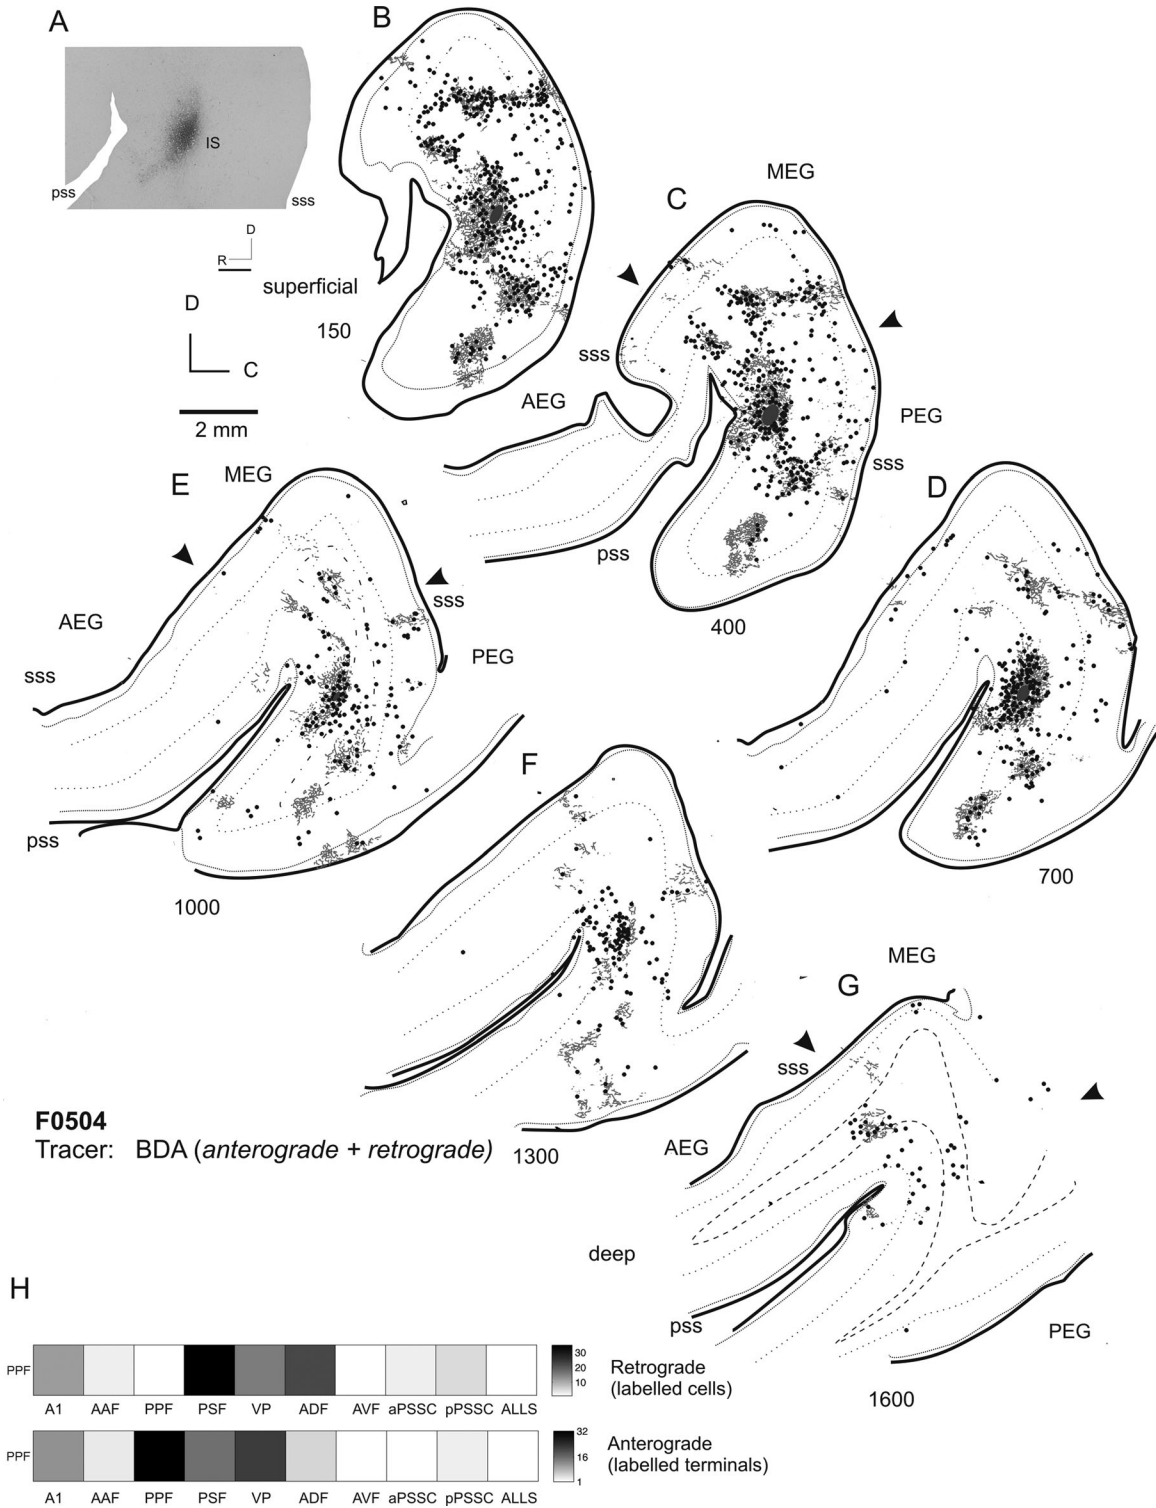 A
IS
pss
sss
D
R
B
superficial
150
D
C
2 mm
C
MEG
sss
AEG
PEG
sss
pss
400
D
700
E
MEG
AEG
sss
sss
PEG
pss
1000
F
1300
G
MEG
sss
AEG
deep
pss
PEG
1600
F0504
Tracer: BDA (anterograde + retrograde)
H
PPF
A1 AAF PPF PSF VP ADF AVF aPSSC pPSSC ALLS
30
20
10
Retrograde
(labelled cells)
PPF
A1 AAF PPF PSF VP ADF AVF aPSSC pPSSC ALLS
32
16
1
Anterograde
(labelled terminals)